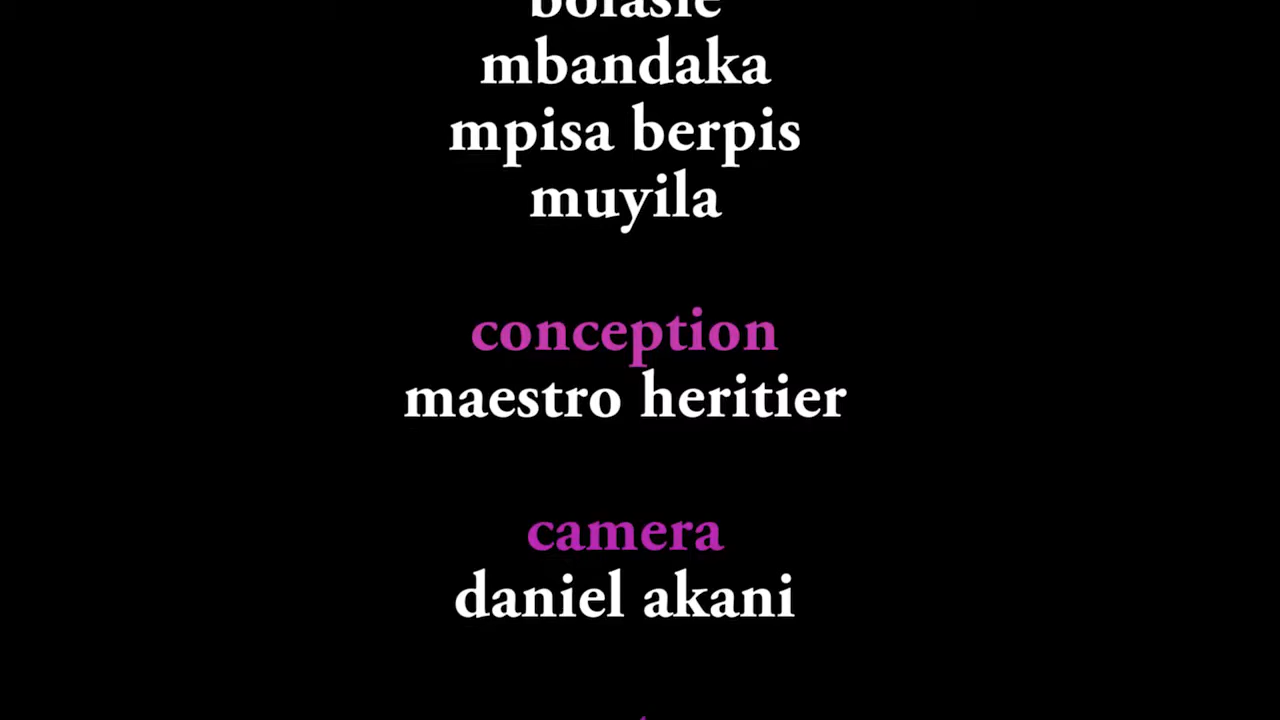 mbandaka
mpisa berpis
muyila
conception
maestro heritier
camera
daniel akani